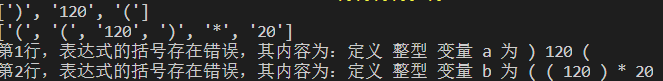 [')', '120', '(']
['(', '(', '120', ')', '*', '20']
第1行，表达式的括号存在错误，其内容为：定义 整型 变量 a 为 ) 120 (
第2行，表达式的括号存在错误，其内容为：定义 整型 变量 b 为 ( ( 120 ) * 20